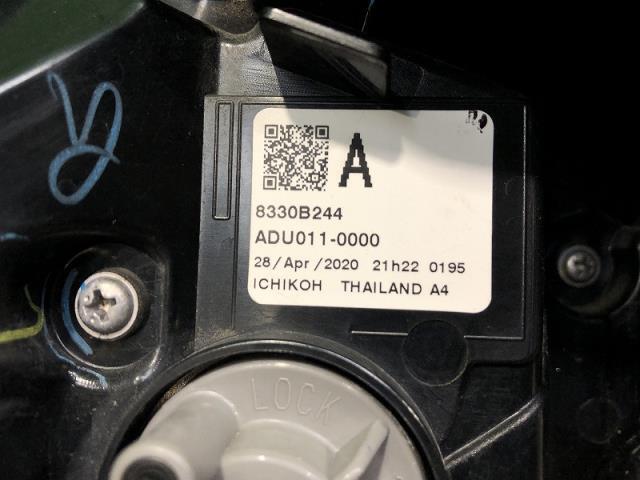 A
8330B244
ADU011-0000
28/Apr/2020 21h22 0195
ICHIKOH THAILAND A4
LOCK